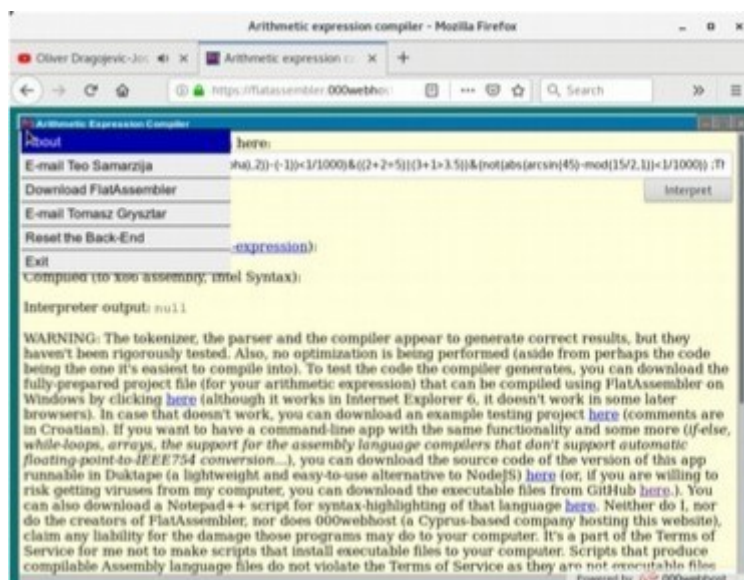 Arithmetic expression compiler - Mozilla Firefox
Oliver Dragojevic-Jos
Arithmetic expression c
https://flatassembler.000webhos
Search
Arithmetic Expression Compiler
About
here:
E-mail Teo Samarzija
pha),2))-(-1))<1/1000)&((2+2=5)|(3+1>3.5))&(not(abs(arcsin(45)-mod(15/2,1))<1/1000)) ;Th
Download FlatAssembler
Interpret
E-mail Tomasz Grysztar
Reset the Back-End
-expression):
Exit
Compiled (to x86 assembly, Intel Syntax):
Interpreter output: null
WARNING: The tokenizer, the parser and the compiler appear to generate correct results, but they
haven't been rigorously tested. Also, no optimization is being performed (aside from perhaps the code
being the one it's easiest to compile into). To test the code the compiler generates, you can download the
fully-prepared project file (for your arithmetic expression) that can be compiled using FlatAssembler on
Windows by clicking here (although it works in Internet Explorer 6, it doesn't work in some later
browsers). In case that doesn't work, you can download an example testing project here (comments are
in Croatian). If you want to have a command-line app with the same functionality and some more (if-else,
while-loops, arrays, the support for the assembly language compilers that don't support automatic
floating-point-to-IEEE754 conversion...), you can download the source code of the version of this app
runnable in Duktape (a lightweight and easy-to-use alternative to NodeJS) here (or, if you are willing to
risk getting viruses from my computer, you can download the executable files from GitHub here.). You
can also download a Notepad++ script for syntax-highlighting of that language here. Neither do I, nor
do the creators of FlatAssembler, nor does 000webhost (a Cyprus-based company hosting this website),
claim any liability for the damage those programs may do to your computer. It's a part of the Terms of
Service for me not to make scripts that install executable files to your computer. Scripts that produce
compilable Assembly language files do not violate the Terms of Service as they are not executable files
Powered by 000webhost